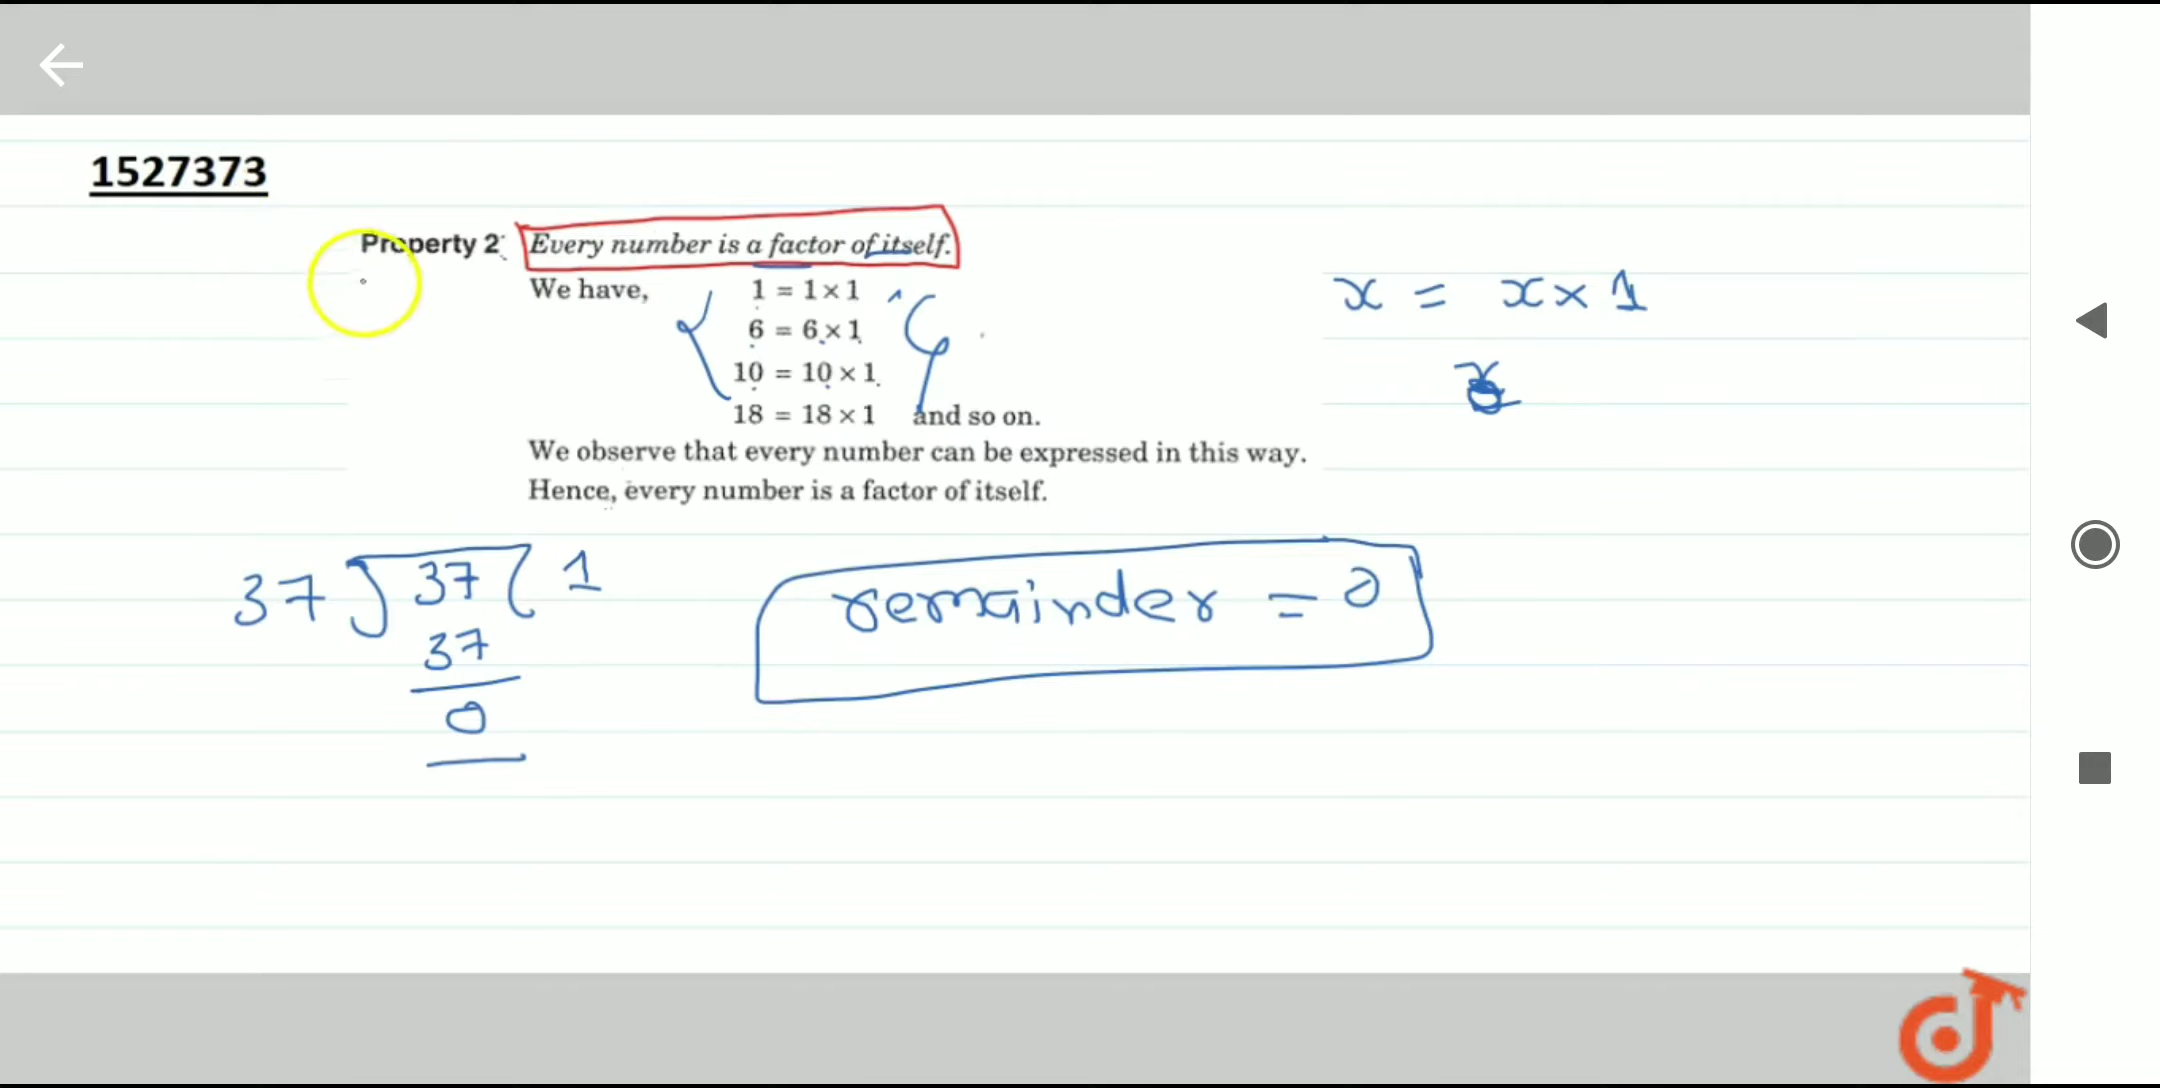 1527373
Property 2: Every number is a factor of itself.
We have, 1 = 1 × 1
6 = 6 × 1
10 = 10 × 1
18 = 18 × 1 and so on.
We observe that every number can be expressed in this way.
Hence, every number is a factor of itself.
x = x × 1
37 ) 37 ( 1
37
0
remainder = 0